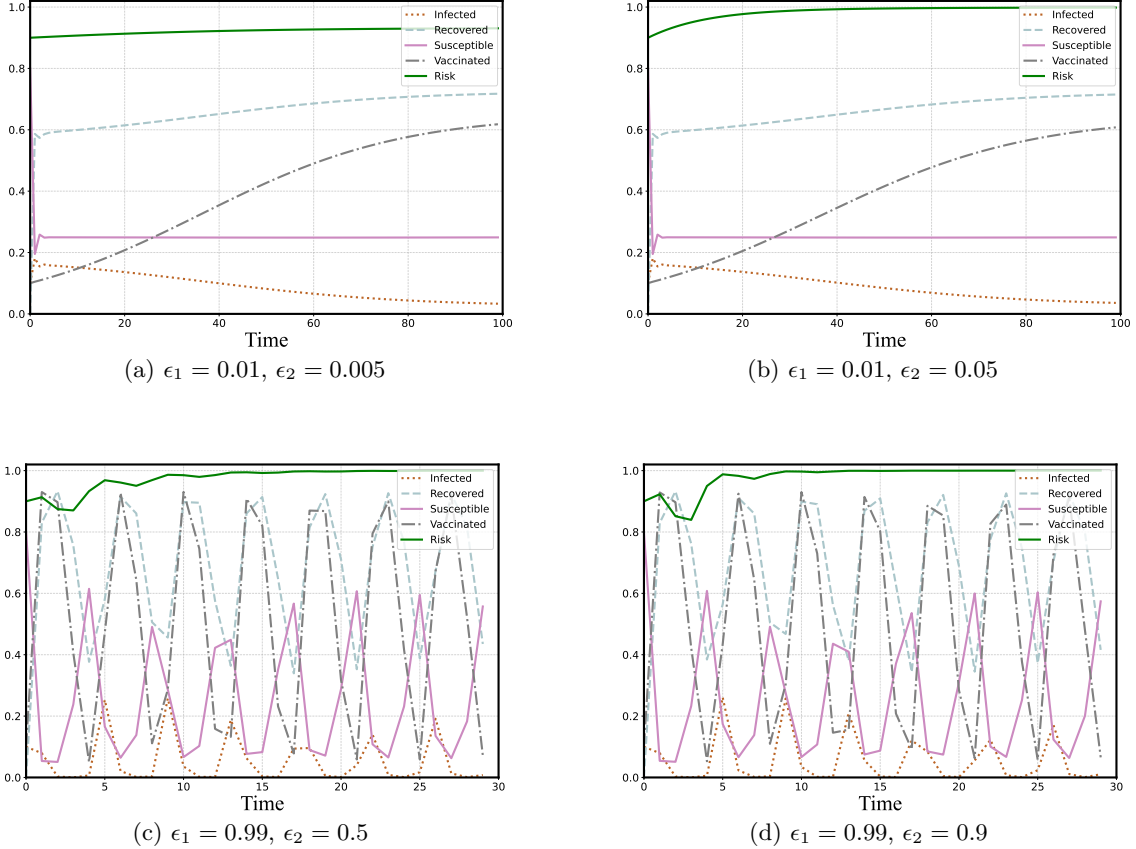 1.0
0.8
0.6
0.4
0.2
0.0
0
20
40
60
80
100
Time
Infected
Recovered
Susceptible
Vaccinated
Risk
(a) ϵ₁ = 0.01, ϵ₂ = 0.005
1.0
0.8
0.6
0.4
0.2
0.0
0
20
40
60
80
100
Time
Infected
Recovered
Susceptible
Vaccinated
Risk
(b) ϵ₁ = 0.01, ϵ₂ = 0.05
1.0
0.8
0.6
0.4
0.2
0.0
0
5
10
15
20
25
30
Time
Infected
Recovered
Susceptible
Vaccinated
Risk
(c) ϵ₁ = 0.99, ϵ₂ = 0.5
1.0
0.8
0.6
0.4
0.2
0.0
0
5
10
15
20
25
30
Time
Infected
Recovered
Susceptible
Vaccinated
Risk
(d) ϵ₁ = 0.99, ϵ₂ = 0.9